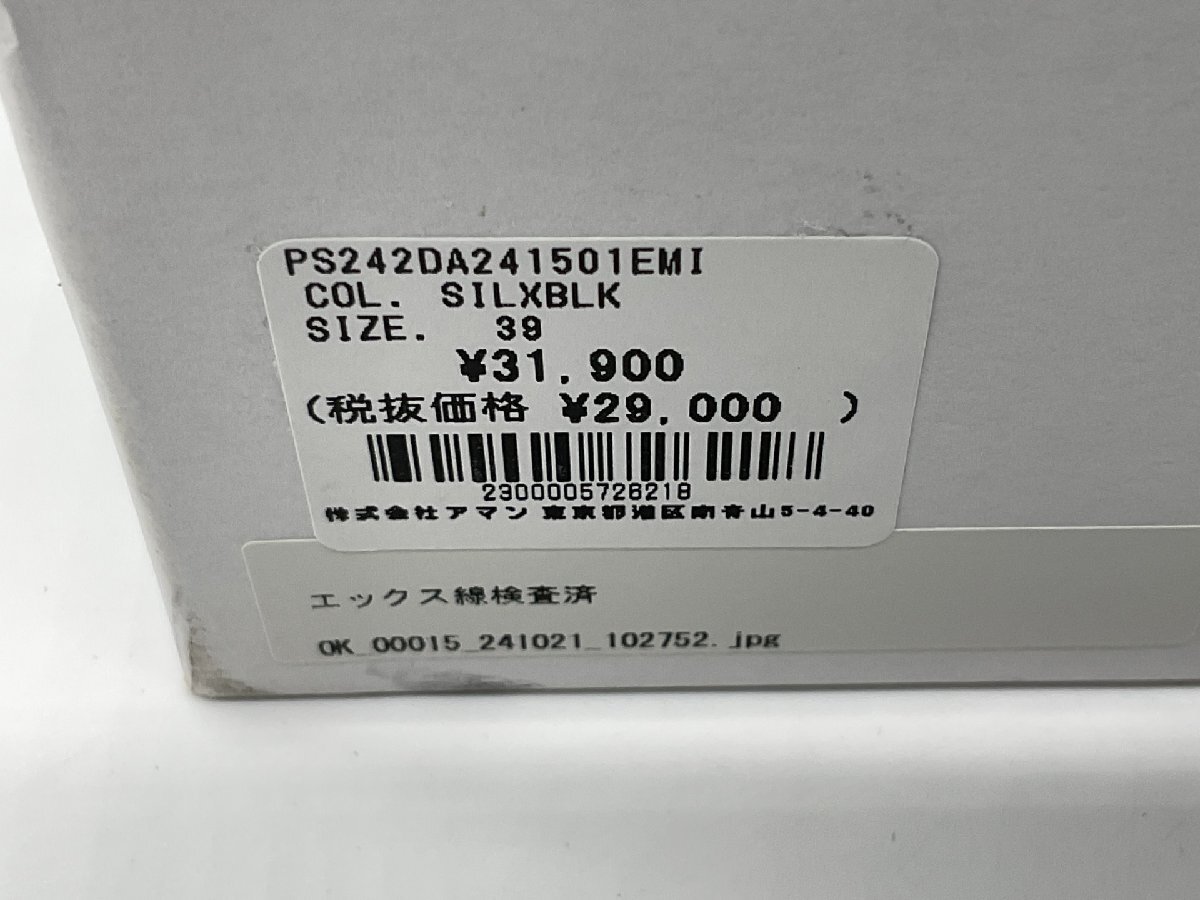 PS242DA241501EMI
COL. SILXBLK
SIZE. 39
¥31,900
(税抜価格 ¥29,000 )
2300005728218
株式会社アマン 東京都港区南青山5-4-40
エックス線検査済
OK_00015_241021_102752.jpg